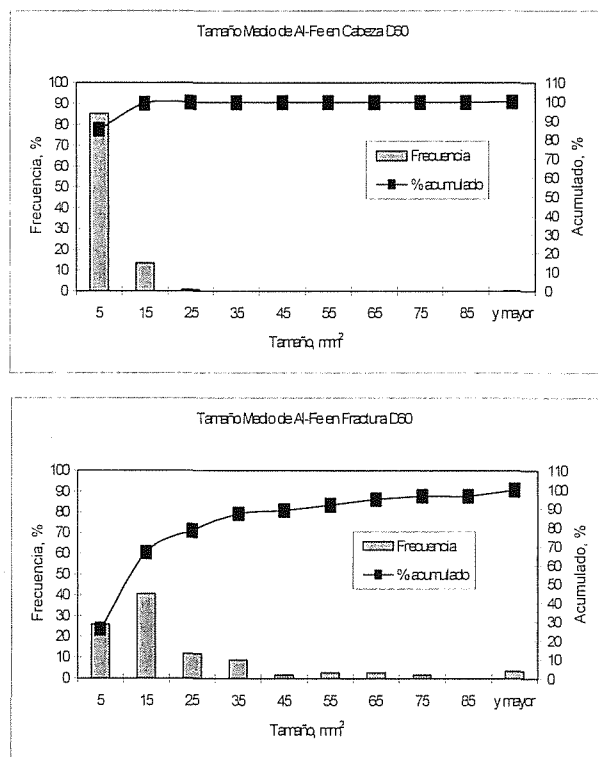 Tamaño Medio de Al-Fe en Cabeza D60
100 110
90 100
80 90
70 80
60 70
50 60
40 50
30 40
20 30
10 20
0 10
0
Frecuencia, %
Acumulado, %
Frecuencia
% acumulado
5 15 25 35 45 55 65 75 85 y mayor
Tamaño, mm²
Tamaño Medio de Al-Fe en Fractura D60
100 110
90 100
80 90
70 80
60 70
50 60
40 50
30 40
20 30
10 20
0 10
0
Frecuencia, %
Acumulado, %
Frecuencia
% acumulado
5 15 25 35 45 55 65 75 85 y mayor
Tamaño, mm²